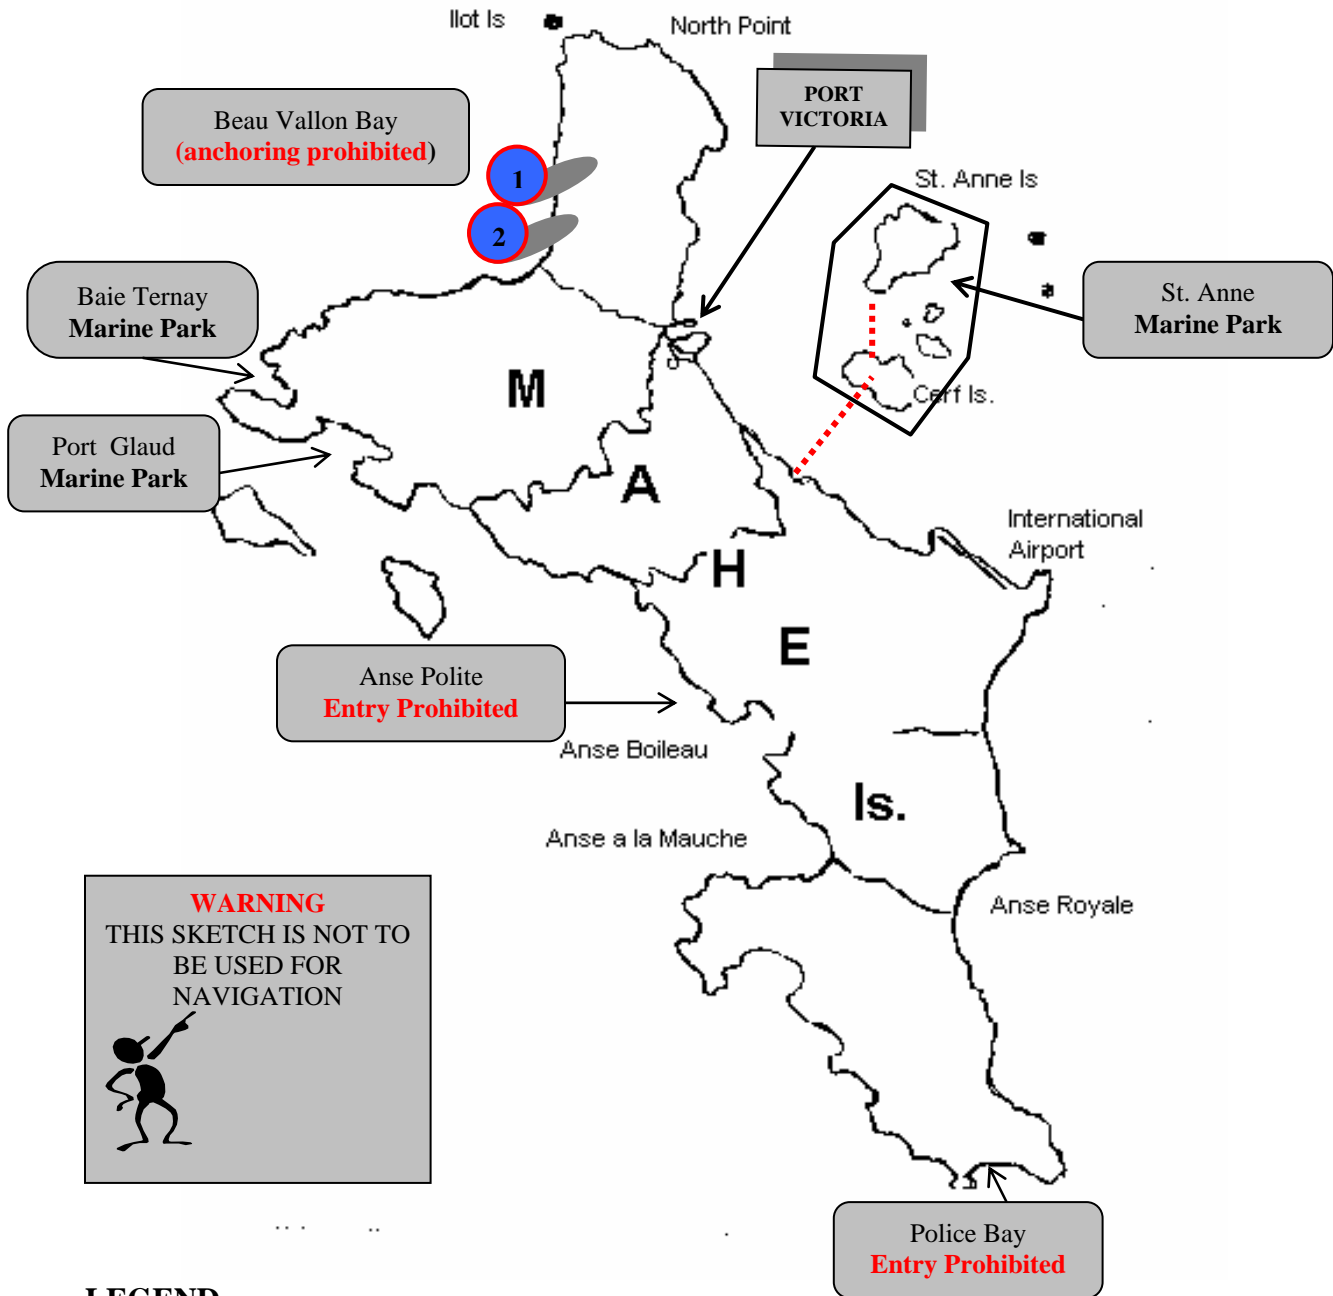 Ilot Is
North Point
PORT
VICTORIA
Beau Vallon Bay
(anchoring prohibited)
1
2
St. Anne Is
Baie Ternay
Marine Park
St. Anne
Marine Park
M
Cerf Is.
Port Glaud
Marine Park
A
International
Airport
H
E
Anse Polite
Entry Prohibited
Anse Boileau
Is.
Anse a la Mauche
WARNING
THIS SKETCH IS NOT TO
BE USED FOR
NAVIGATION
Anse Royale
Police Bay
Entry Prohibited
LEGEND